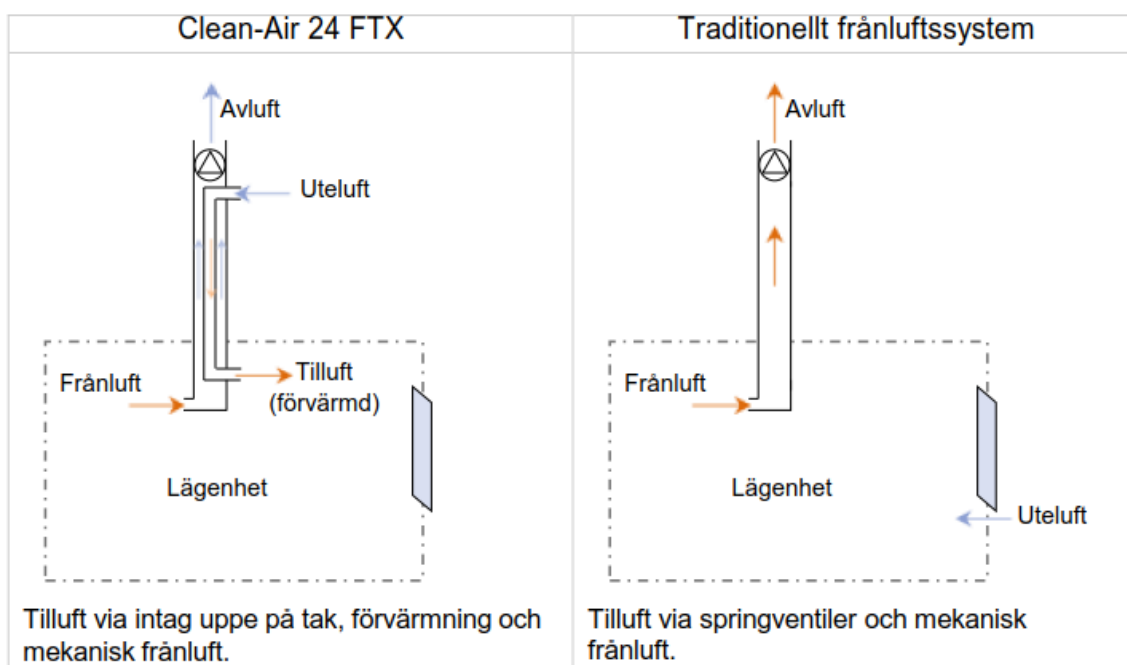 Clean-Air 24 FTX
Avluft
Uteluft
Frånluft
Tilluft
(förvärmd)
Lägenhet
Tilluft via intag uppe på tak, förvärmning och
mekanisk frånluft.
Traditionellt frånluftssystem
Avluft
Frånluft
Lägenhet
Uteluft
Tilluft via springventiler och mekanisk
frånluft.